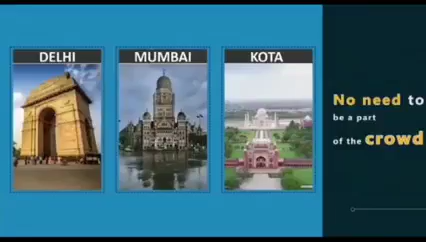 DELHI
MUMBAI
KOTA
No need to
be a part
of the crowd